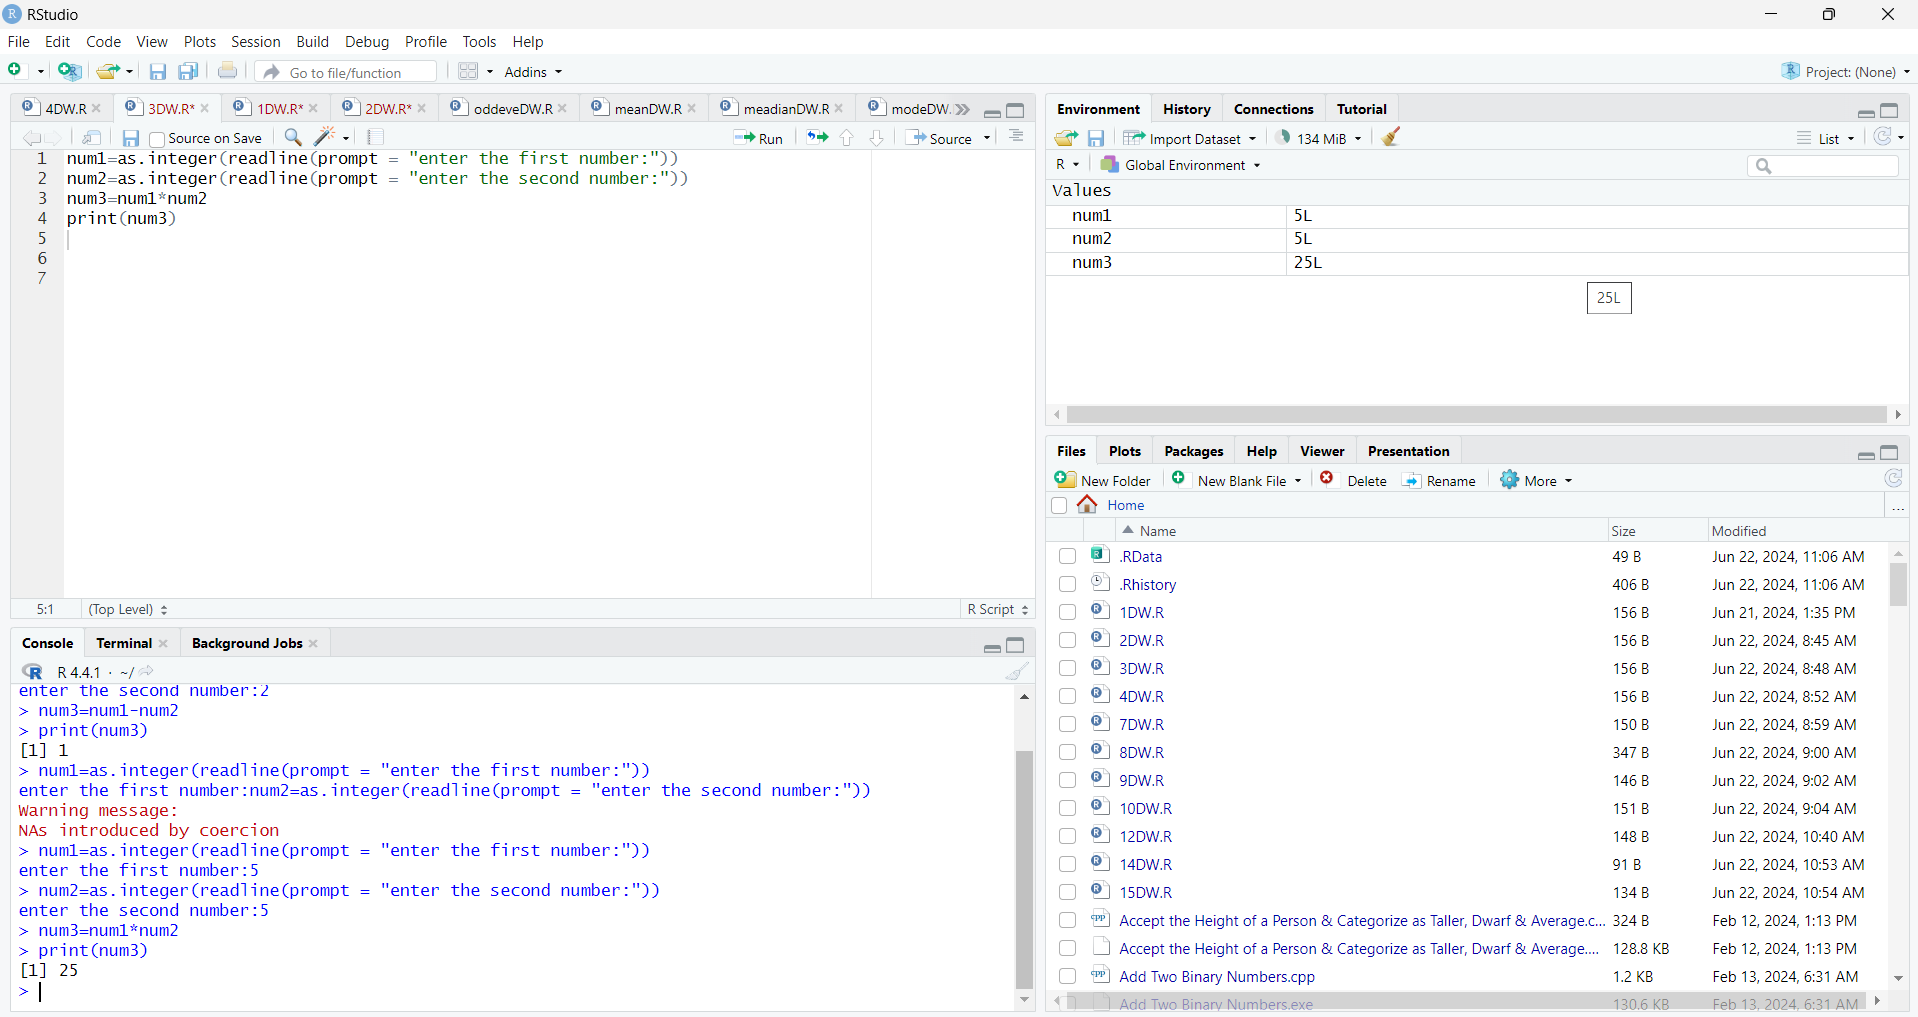 RStudio
File Edit Code View Plots Session Build Debug Profile Tools Help
Go to file/function Addins Project: (None)
4DW.R 3DW.R* 1DW.R* 2DW.R* oddeveDW.R meanDW.R meadianDW.R modeDW.
Source on Save Run Source
1 num1=as.integer(readline(prompt = "enter the first number:"))
2 num2=as.integer(readline(prompt = "enter the second number:"))
3 num3=num1*num2
4 print(num3)
5
6
7
5:1 (Top Level) R Script
Console Terminal Background Jobs
R 4.4.1 · ~/
enter the second number:2
> num3=num1-num2
> print(num3)
[1] 1
> num1=as.integer(readline(prompt = "enter the first number:"))
enter the first number:num2=as.integer(readline(prompt = "enter the second number:"))
Warning message:
NAs introduced by coercion
> num1=as.integer(readline(prompt = "enter the first number:"))
enter the first number:5
> num2=as.integer(readline(prompt = "enter the second number:"))
enter the second number:5
> num3=num1*num2
> print(num3)
[1] 25
>
Environment History Connections Tutorial
Import Dataset 134 MiB List
R Global Environment
Values
num1 5L
num2 5L
num3 25L
25L
Files Plots Packages Help Viewer Presentation
New Folder New Blank File Delete Rename More
Home ...
Name Size Modified
.RData 49 B Jun 22, 2024, 11:06 AM
.Rhistory 406 B Jun 22, 2024, 11:06 AM
1DW.R 156 B Jun 21, 2024, 1:35 PM
2DW.R 156 B Jun 22, 2024, 8:45 AM
3DW.R 156 B Jun 22, 2024, 8:48 AM
4DW.R 156 B Jun 22, 2024, 8:52 AM
7DW.R 150 B Jun 22, 2024, 8:59 AM
8DW.R 347 B Jun 22, 2024, 9:00 AM
9DW.R 146 B Jun 22, 2024, 9:02 AM
10DW.R 151 B Jun 22, 2024, 9:04 AM
12DW.R 148 B Jun 22, 2024, 10:40 AM
14DW.R 91 B Jun 22, 2024, 10:53 AM
15DW.R 134 B Jun 22, 2024, 10:54 AM
Accept the Height of a Person & Categorize as Taller, Dwarf & Average.c... 324 B Feb 12, 2024, 1:13 PM
Accept the Height of a Person & Categorize as Taller, Dwarf & Average.... 128.8 KB Feb 12, 2024, 1:13 PM
Add Two Binary Numbers.cpp 1.2 KB Feb 13, 2024, 6:31 AM
Add Two Binary Numbers.exe 130.6 KB Feb 13, 2024, 6:31 AM